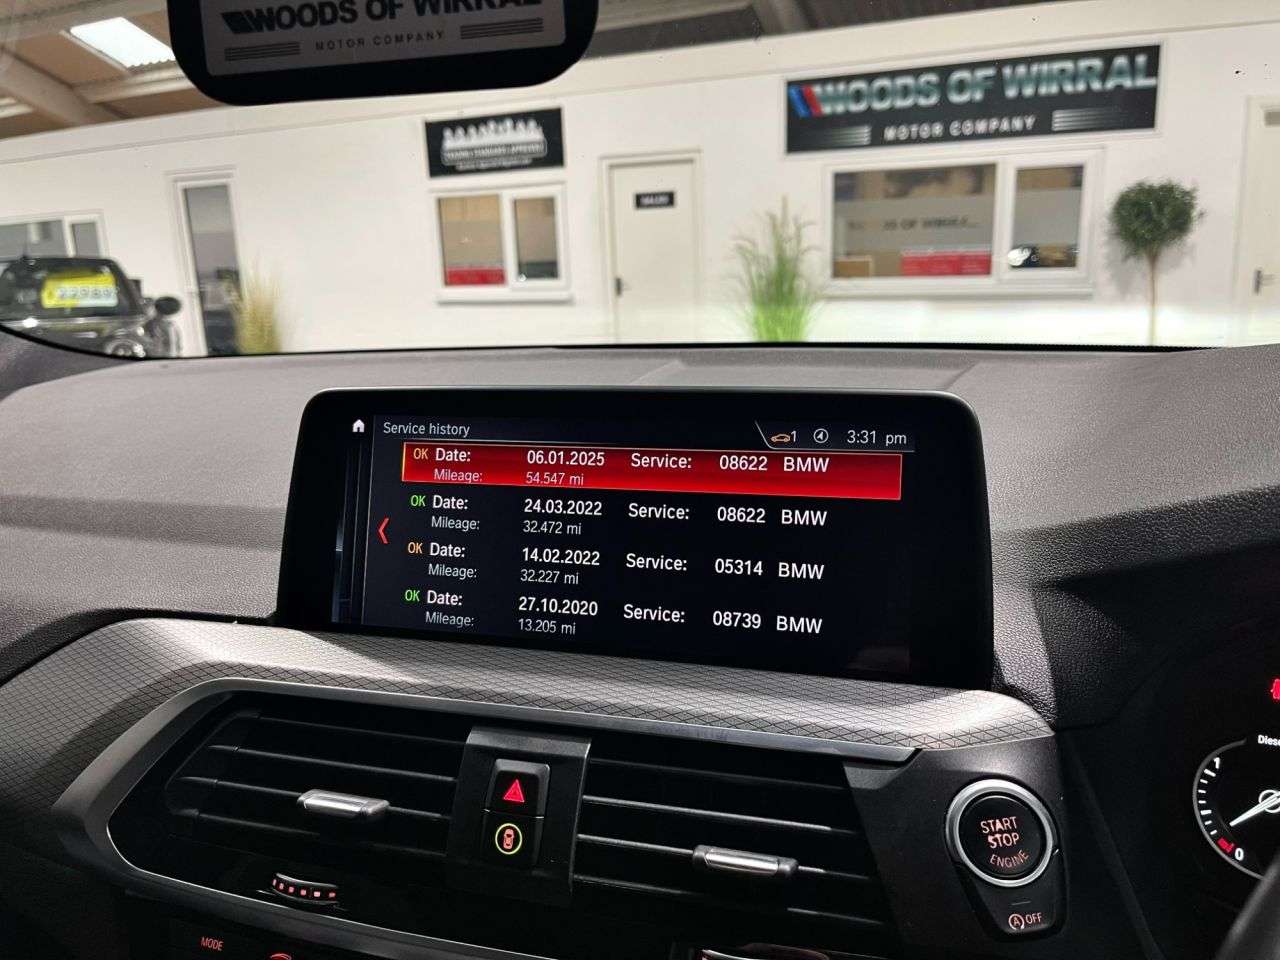 WOODS OF WIRRAL
MOTOR COMPANY
WOODS OF WIRRAL
MOTOR COMPANY
22989
Service history
1
3:31 pm
OK Date: 06.01.2025 Service: 08622 BMW
Mileage: 54.547 mi
OK Date: 24.03.2022 Service: 08622 BMW
Mileage: 32.472 mi
OK Date: 14.02.2022 Service: 05314 BMW
Mileage: 32.227 mi
OK Date: 27.10.2020 Service: 08739 BMW
Mileage: 13.205 mi
START
STOP
ENGINE
A OFF
MODE
Diese
0